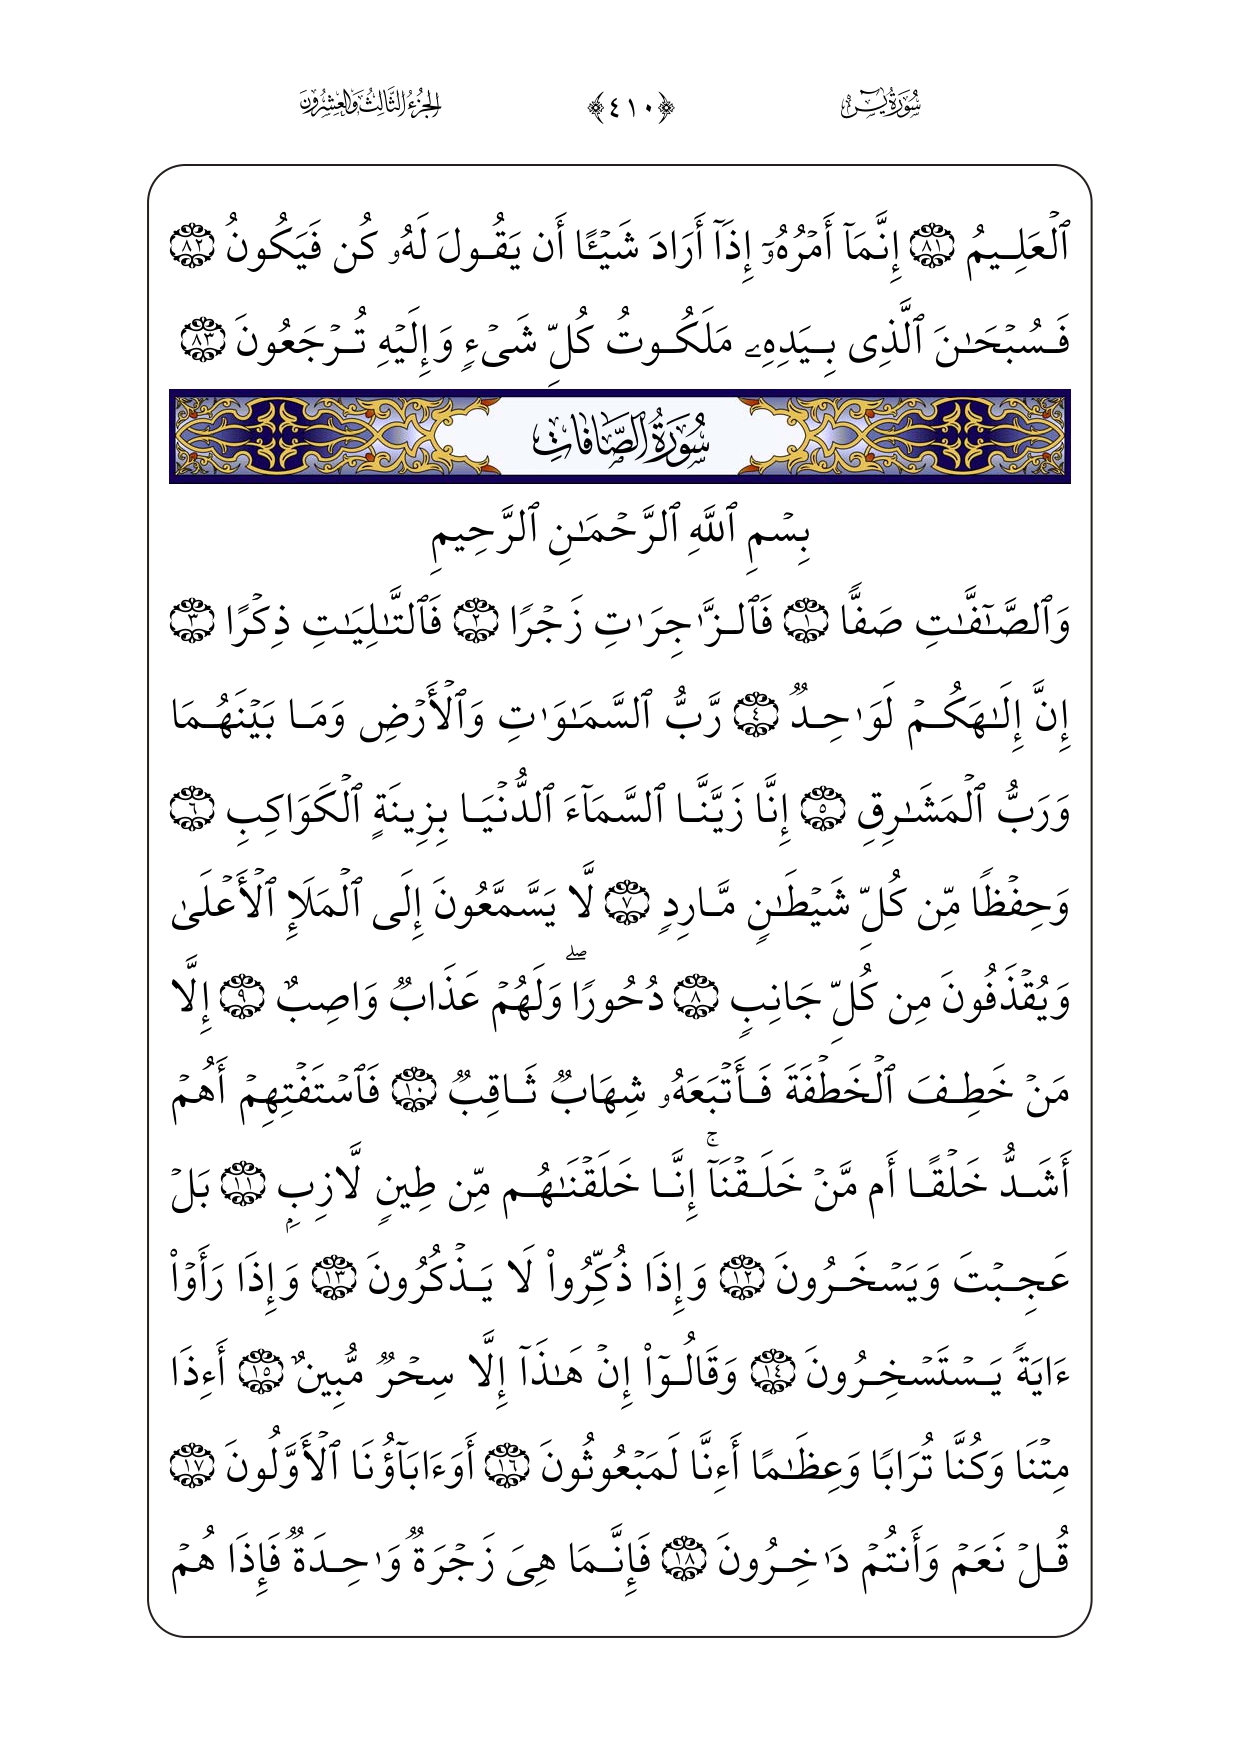 سُورَةُ يسٓ ﴿٤١٠﴾ الجُزْءُ الثَّالِثُ وَالعِشْرُونَ
ٱلْعَلِيمُ ٨١ إِنَّمَآ أَمْرُهُۥٓ إِذَآ أَرَادَ شَيْـًٔا أَن يَقُولَ لَهُۥ كُن فَيَكُونُ ٨٢
فَسُبْحَـٰنَ ٱلَّذِى بِيَدِهِۦ مَلَكُوتُ كُلِّ شَىْءٍ وَإِلَيْهِ تُرْجَعُونَ ٨٣
سُورَةُ الصَّافَاتِ
بِسْمِ ٱللَّهِ ٱلرَّحْمَـٰنِ ٱلرَّحِيمِ
وَٱلصَّـٰٓفَّـٰتِ صَفًّا ١ فَٱلزَّٰجِرَٰتِ زَجْرًا ٢ فَٱلتَّـٰلِيَـٰتِ ذِكْرًا ٣
إِنَّ إِلَـٰهَكُمْ لَوَٰحِدٌ ٤ رَّبُّ ٱلسَّمَـٰوَٰتِ وَٱلْأَرْضِ وَمَا بَيْنَهُمَا
وَرَبُّ ٱلْمَشَـٰرِقِ ٥ إِنَّا زَيَّنَّا ٱلسَّمَآءَ ٱلدُّنْيَا بِزِينَةٍ ٱلْكَوَاكِبِ ٦
وَحِفْظًا مِّن كُلِّ شَيْطَـٰنٍ مَّارِدٍ ٧ لَّا يَسَّمَّعُونَ إِلَى ٱلْمَلَإِ ٱلْأَعْلَىٰ
وَيُقْذَفُونَ مِن كُلِّ جَانِبٍ ٨ دُحُورًا ۖ وَلَهُمْ عَذَابٌ وَاصِبٌ ٩ إِلَّا
مَنْ خَطِفَ ٱلْخَطْفَةَ فَأَتْبَعَهُۥ شِهَابٌ ثَاقِبٌ ١٠ فَٱسْتَفْتِهِمْ أَهُمْ
أَشَدُّ خَلْقًا أَم مَّنْ خَلَقْنَآ ۚ إِنَّا خَلَقْنَـٰهُم مِّن طِينٍ لَّازِبٍۭ ١١ بَلْ
عَجِبْتَ وَيَسْخَرُونَ ١٢ وَإِذَا ذُكِّرُوا۟ لَا يَذْكُرُونَ ١٣ وَإِذَا رَأَوْا۟
ءَايَةً يَسْتَسْخِرُونَ ١٤ وَقَالُوٓا۟ إِنْ هَـٰذَآ إِلَّا سِحْرٌ مُّبِينٌ ١٥ أَءِذَا
مِتْنَا وَكُنَّا تُرَابًا وَعِظَـٰمًا أَءِنَّا لَمَبْعُوثُونَ ١٦ أَوَءَابَآؤُنَا ٱلْأَوَّلُونَ ١٧
قُلْ نَعَمْ وَأَنتُمْ دَٰخِرُونَ ١٨ فَإِنَّمَا هِىَ زَجْرَةٌ وَٰحِدَةٌ فَإِذَا هُمْ